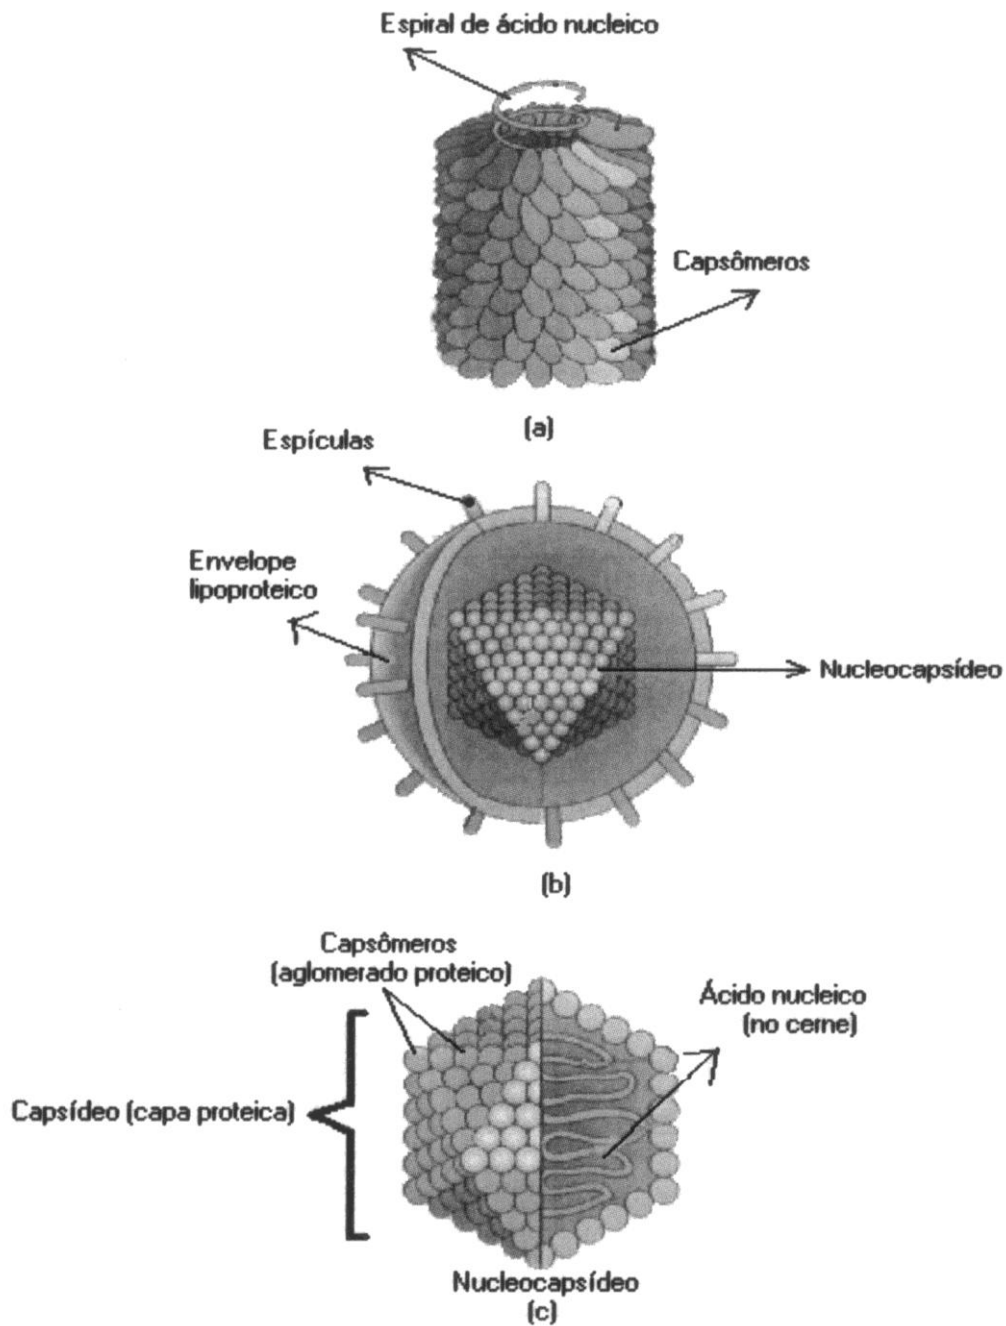 Espiral de ácido nucleico
Capsômeros
(a)
Espículas
Envelope
lipoproteico
Nucleocapsídeo
(b)
Capsômeros
(aglomerado proteico)
Ácido nucleico
(no cerne)
Capsídeo (capa proteica)
Nucleocapsídeo
(c)